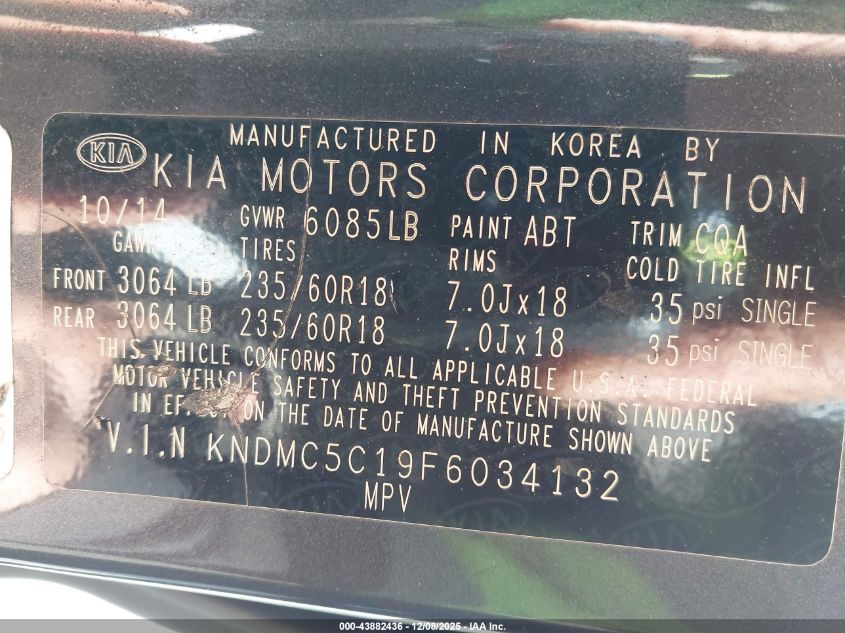 MANUFACTURED IN KOREA BY
KIA KIA MOTORS CORPORATION
10/14 GVWR 6085LB PAINT ABT TRIM CQA
GAWR TIRES RIMS COLD TIRE INFL
FRONT 3064 LB 235/60R18 7.0Jx18 35 psi SINGLE
REAR 3064 LB 235/60R18 7.0Jx18 35 psi SINGLE
THIS VEHICLE CONFORMS TO ALL APPLICABLE U.S.A. FEDERAL
MOTOR VEHICLE SAFETY AND THEFT PREVENTION STANDARDS
IN ON THE DATE OF MANUFACTURE SHOWN ABOVE
V.I.N KNDMC5C19F6034132
MPV
000-43882436 - 12/08/2025 - IAA Inc.